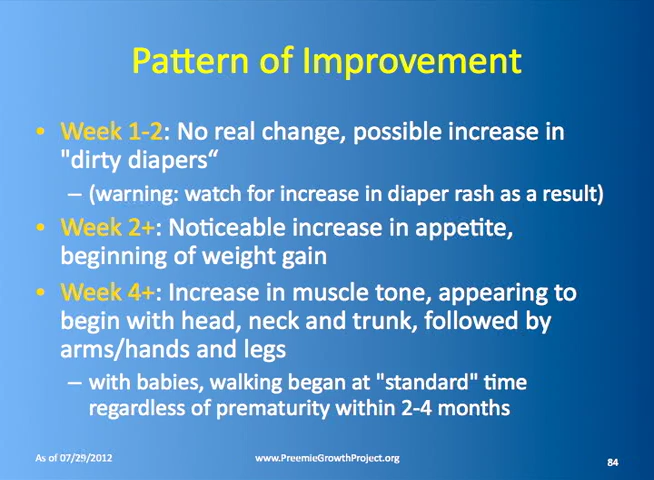 Pattern of Improvement
• Week 1-2: No real change, possible increase in
"dirty diapers“
– (warning: watch for increase in diaper rash as a result)
• Week 2+: Noticeable increase in appetite,
beginning of weight gain
• Week 4+: Increase in muscle tone, appearing to
begin with head, neck and trunk, followed by
arms/hands and legs
– with babies, walking began at "standard" time
regardless of prematurity within 2-4 months
As of 07/29/2012
www.PreemieGrowthProject.org
84